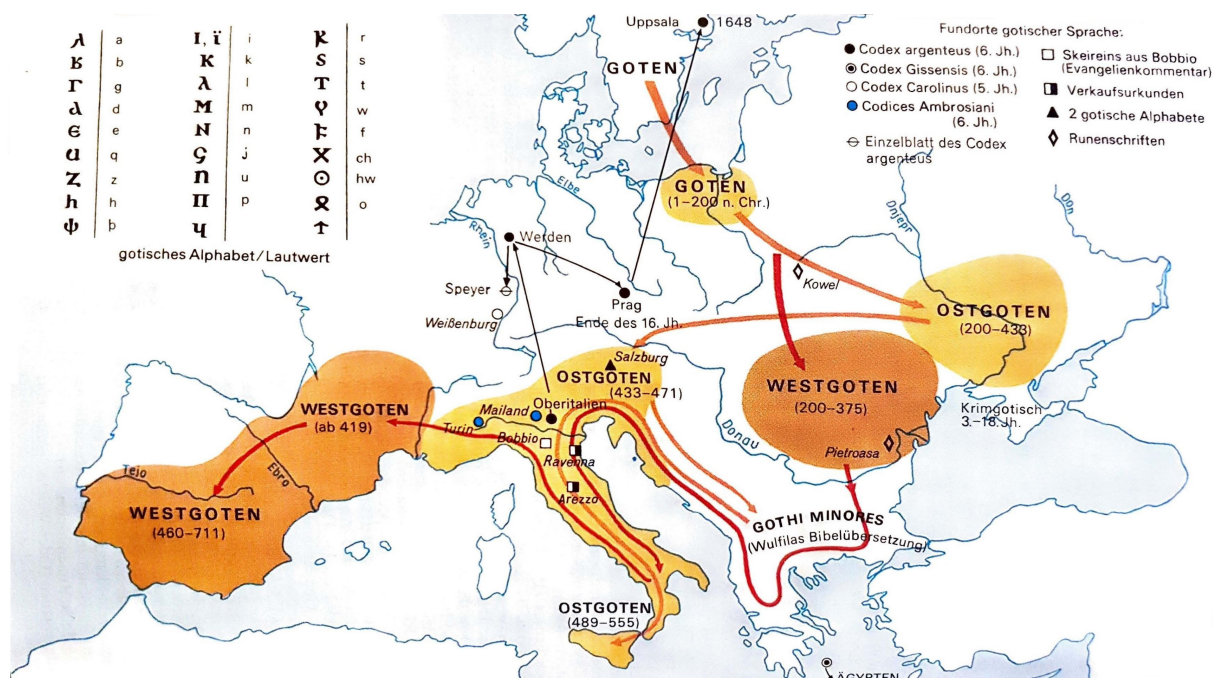 𐌰 a
𐌱 b
𐌲 g
𐌳 d
𐌴 e
𐌵 q
𐌶 z
𐌷 h
𐌸 þ
𐌹, 𐌹̈ i
𐌺 k
𐌻 l
𐌼 m
𐌽 n
𐌾 j
𐌿 u
𐍀 p
𐍁
𐍂 r
𐍃 s
𐍄 t
𐍅 w
𐍆 f
𐍇 ch
𐍈 hw
𐍉 o
𐍊
gotisches Alphabet/Lautwert
Fundorte gotischer Sprache:
Codex argenteus (6. Jh.)
Codex Gissensis (6. Jh.)
Codex Carolinus (5. Jh.)
Codices Ambrosiani
(6. Jh.)
Einzelblatt des Codex
argenteus
Skeireins aus Bobbio
(Evangelienkommentar)
Verkaufsurkunden
2 gotische Alphabete
Runenschriften
Uppsala 1648
GOTEN
GOTEN
(1–200 n. Chr.)
Elbe
Rhein
Dnjepr
Don
Werden
Speyer
Weißenburg
Prag
Ende des 16. Jh.
Kowel
OSTGOTEN
(200–433)
Salzburg
OSTGOTEN
(433–471)
WESTGOTEN
(200–375)
Krimgotisch
3.–18. Jh.
Pietroasa
Donau
Oberitalien
Mailand
Turin
Bobbio
Ravenna
Arezzo
WESTGOTEN
(ab 419)
Tejo
Ebro
WESTGOTEN
(460–711)
GOTHI MINORES
(Wulfilas Bibelübersetzung)
OSTGOTEN
(489–555)
ÄGYPTEN